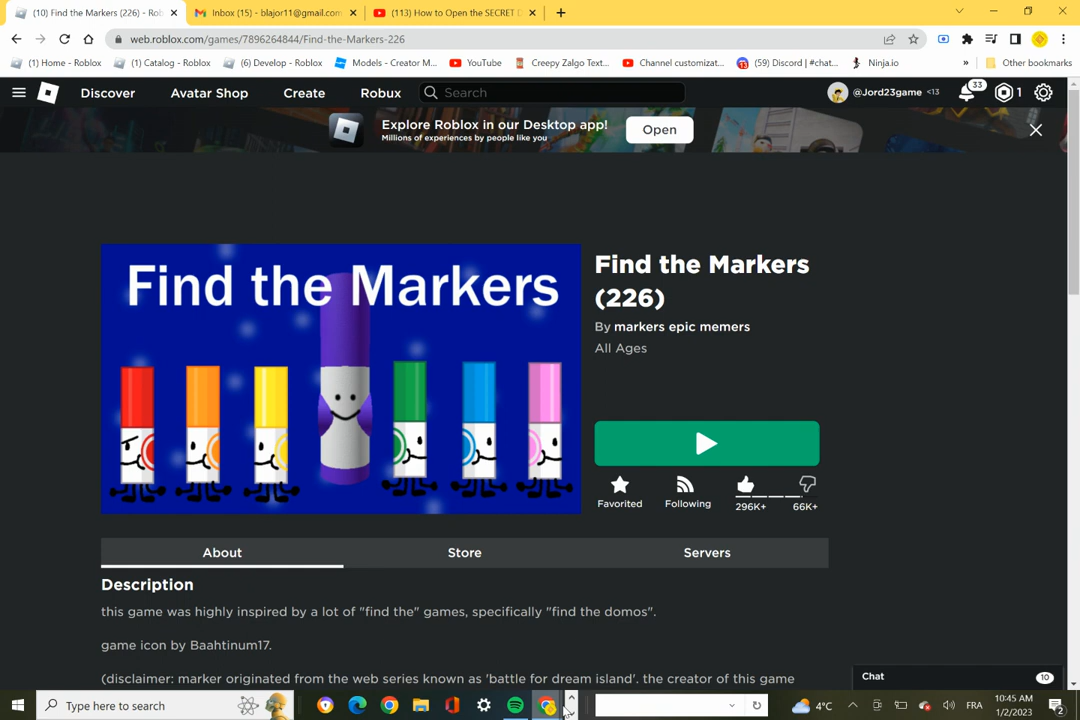 (10) Find the Markers (226) - Rob
Inbox (15) - blajor11@gmail.com
(113) How to Open the SECRET D
web.roblox.com/games/7896264844/Find-the-Markers-226
(1) Home - Roblox
(1) Catalog - Roblox
(6) Develop - Roblox
Models - Creator M...
YouTube
Creepy Zalgo Text...
Channel customizat...
(59) Discord | #chat...
Ninja.io
»
Other bookmarks
Discover
Avatar Shop
Create
Robux
Search
@Jord23game <13
33
1
Explore Roblox in our Desktop app!
Millions of experiences by people like you
Open
Find the Markers
Find the Markers
(226)
By markers epic memers
All Ages
Favorited
Following
296K+
66K+
About
Store
Servers
Description
this game was highly inspired by a lot of "find the" games, specifically "find the domos".
game icon by Baahtinum17.
(disclaimer: marker originated from the web series known as 'battle for dream island'. the creator of this game
Chat
10
Type here to search
4°C
FRA
10:45 AM
1/2/2023
2